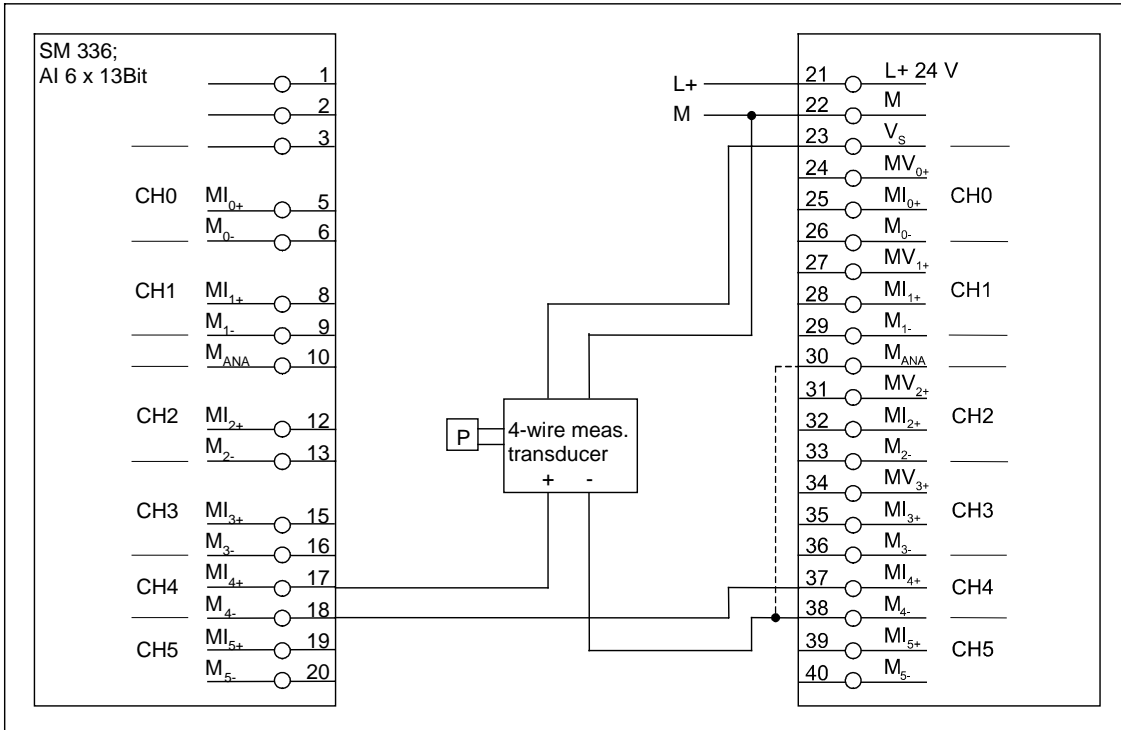 SM 336;
AI 6 x 13Bit
1
2
3
CH0 MI0+ 5
M0- 6
CH1 MI1+ 8
M1- 9
MANA 10
CH2 MI2+ 12
M2- 13
CH3 MI3+ 15
M3- 16
CH4 MI4+ 17
M4- 18
CH5 MI5+ 19
M5- 20
P
4-wire meas.
transducer
+ -
L+ 21 L+ 24 V
M 22 M
23 VS
24 MV0+
25 MI0+ CH0
26 M0-
27 MV1+
28 MI1+ CH1
29 M1-
30 MANA
31 MV2+
32 MI2+ CH2
33 M2-
34 MV3+
35 MI3+ CH3
36 M3-
37 MI4+ CH4
38 M4-
39 MI5+ CH5
40 M5-